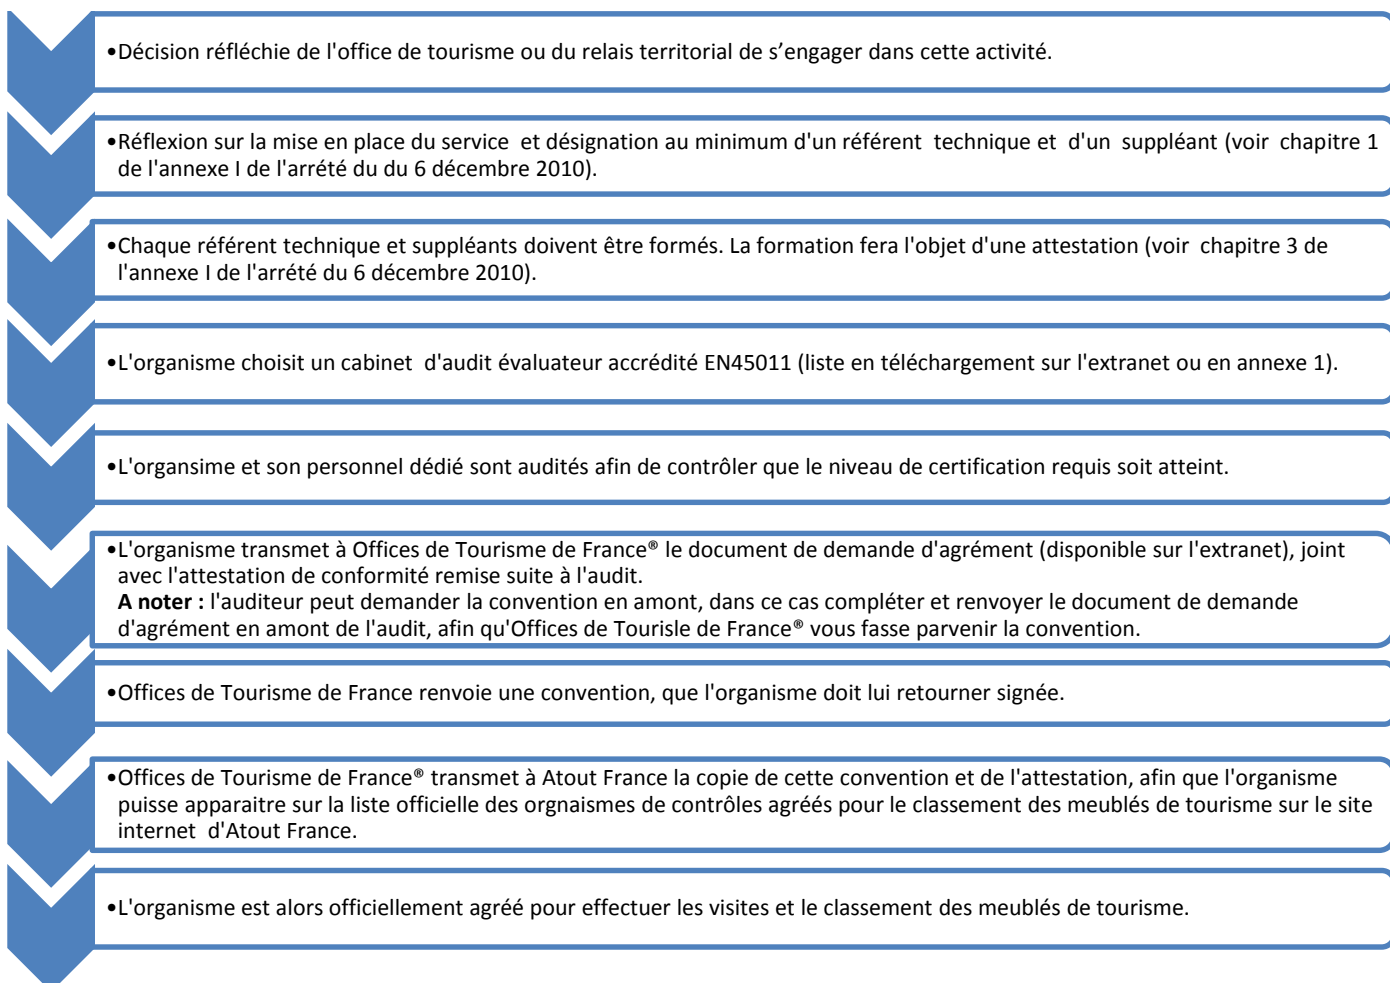 •Décision réfléchie de l'office de tourisme ou du relais territorial de s’engager dans cette activité.
•Réflexion sur la mise en place du service et désignation au minimum d'un référent technique et d'un suppléant (voir chapitre 1
de l'annexe I de l'arrété du du 6 décembre 2010).
•Chaque référent technique et suppléants doivent être formés. La formation fera l'objet d'une attestation (voir chapitre 3 de
l'annexe I de l'arrété du 6 décembre 2010).
•L'organisme choisit un cabinet d'audit évaluateur accrédité EN45011 (liste en téléchargement sur l'extranet ou en annexe 1).
•L'organsime et son personnel dédié sont audités afin de contrôler que le niveau de certification requis soit atteint.
•L'organisme transmet à Offices de Tourisme de France® le document de demande d'agrément (disponible sur l'extranet), joint
avec l'attestation de conformité remise suite à l'audit.
A noter : l'auditeur peut demander la convention en amont, dans ce cas compléter et renvoyer le document de demande
d'agrément en amont de l'audit, afin qu'Offices de Tourisle de France® vous fasse parvenir la convention.
•Offices de Tourisme de France renvoie une convention, que l'organisme doit lui retourner signée.
•Offices de Tourisme de France® transmet à Atout France la copie de cette convention et de l'attestation, afin que l'organisme
puisse apparaitre sur la liste officielle des orgnaismes de contrôles agréés pour le classement des meublés de tourisme sur le site
internet d'Atout France.
•L'organisme est alors officiellement agréé pour effectuer les visites et le classement des meublés de tourisme.